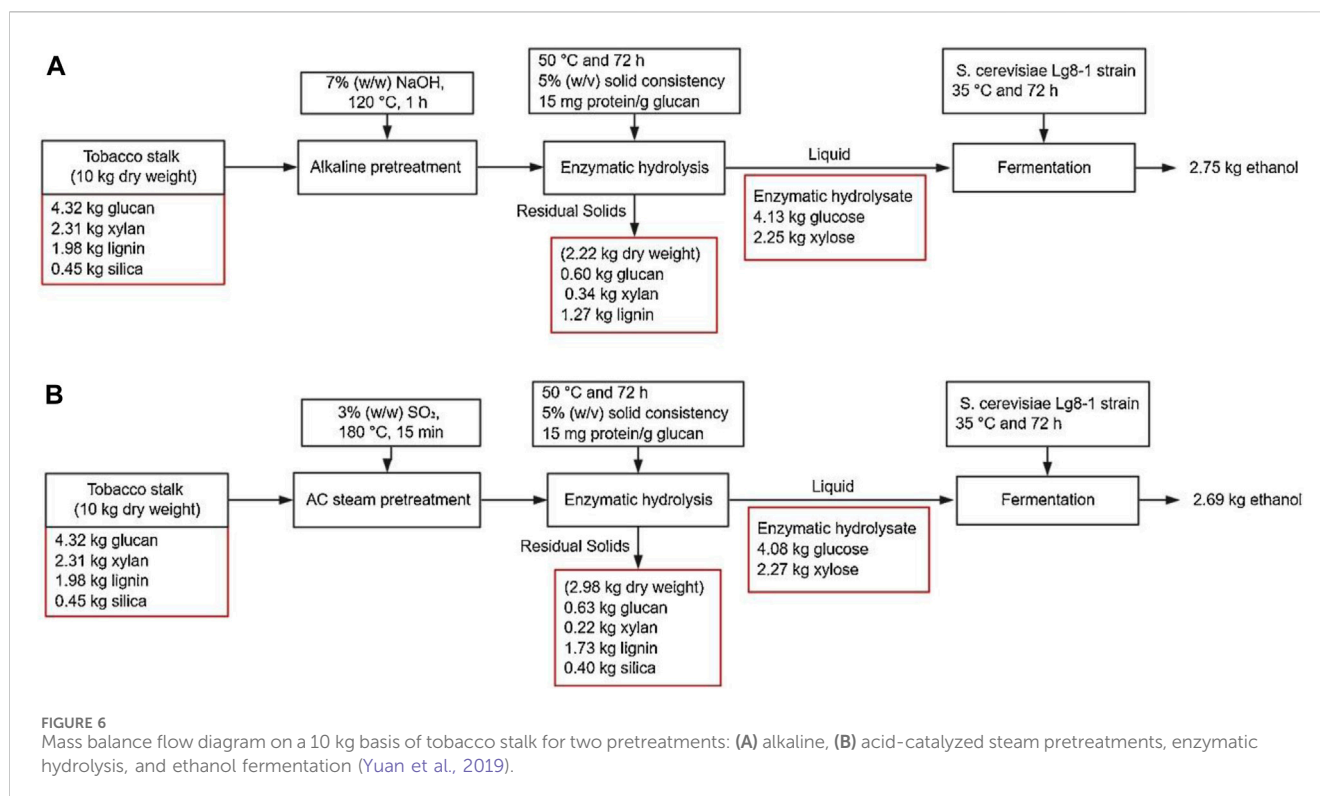 A
7% (w/w) NaOH,
120 °C, 1 h
50 °C and 72 h
5% (w/v) solid consistency
15 mg protein/g glucan
S. cerevisiae Lg8-1 strain
35 °C and 72 h
Tobacco stalk
(10 kg dry weight)
4.32 kg glucan
2.31 kg xylan
1.98 kg lignin
0.45 kg silica
Alkaline pretreatment
Enzymatic hydrolysis
Liquid
Fermentation
2.75 kg ethanol
Residual Solids
Enzymatic hydrolysate
4.13 kg glucose
2.25 kg xylose
(2.22 kg dry weight)
0.60 kg glucan
0.34 kg xylan
1.27 kg lignin
B
3% (w/w) SO₂,
180 °C, 15 min
50 °C and 72 h
5% (w/v) solid consistency
15 mg protein/g glucan
S. cerevisiae Lg8-1 strain
35 °C and 72 h
Tobacco stalk
(10 kg dry weight)
4.32 kg glucan
2.31 kg xylan
1.98 kg lignin
0.45 kg silica
AC steam pretreatment
Enzymatic hydrolysis
Liquid
Fermentation
2.69 kg ethanol
Residual Solids
Enzymatic hydrolysate
4.08 kg glucose
2.27 kg xylose
(2.98 kg dry weight)
0.63 kg glucan
0.22 kg xylan
1.73 kg lignin
0.40 kg silica
FIGURE 6
Mass balance flow diagram on a 10 kg basis of tobacco stalk for two pretreatments: (A) alkaline, (B) acid-catalyzed steam pretreatments, enzymatic
hydrolysis, and ethanol fermentation (Yuan et al., 2019).